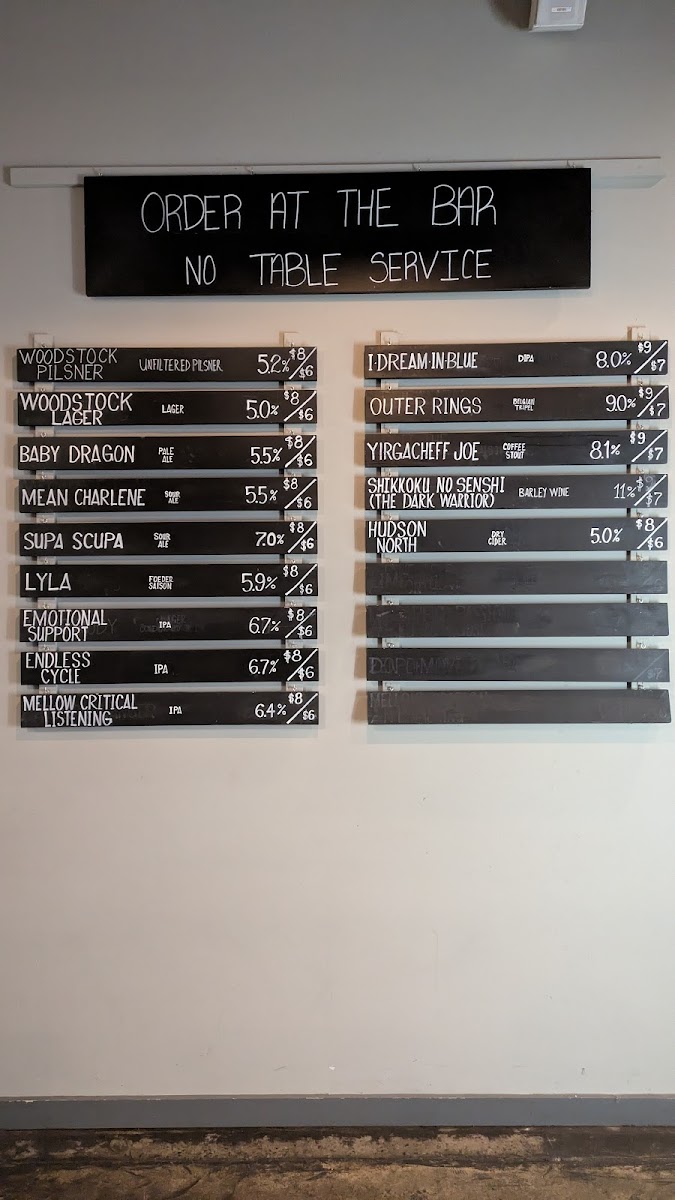 ORDER AT THE BAR
NO TABLE SERVICE
WOODSTOCK PILSNER UNFILTERED PILSNER 5.2% $8/$6
WOODSTOCK LAGER LAGER 5.0% $8/$6
BABY DRAGON PALE ALE 5.5% $8/$6
MEAN CHARLENE SOUR ALE 5.5% $8/$6
SUPA SCUPA SOUR ALE 7.0% $8/$6
LYLA FOEDER SAISON 5.9% $8/$6
EMOTIONAL SUPPORT IPA 6.7% $8/$6
ENDLESS CYCLE IPA 6.7% $8/$6
MELLOW CRITICAL LISTENING IPA 6.4% $8/$6
I·DREAM·IN·BLUE DIPA 8.0% $9/$7
OUTER RINGS BELGIAN TRIPEL 9.0% $9/$7
YIRGACHEFF JOE COFFEE STOUT 8.1% $9/$7
SHIKKOKU NO SENSHI (THE DARK WARRIOR) BARLEY WINE 11% $9/$7
HUDSON NORTH DRY CIDER 5.0% $8/$6